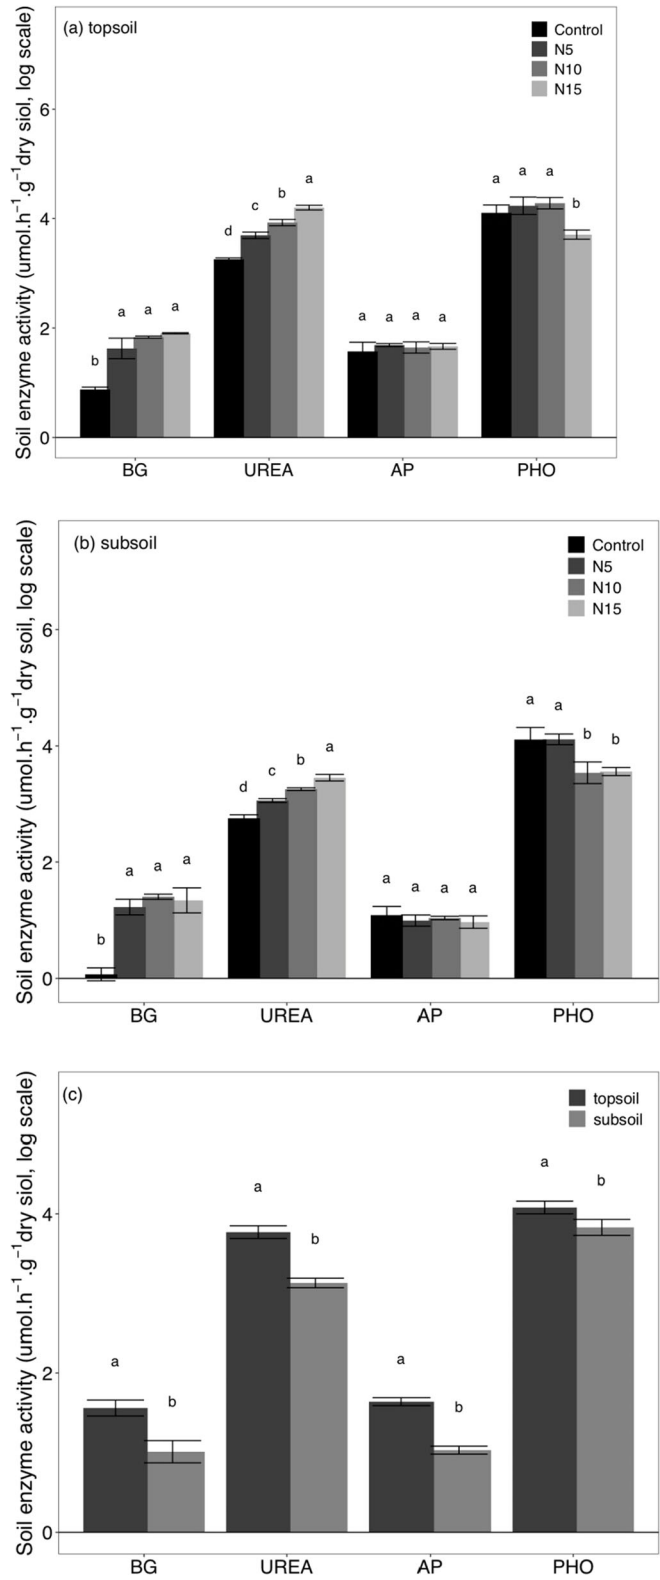 (a) topsoil
Control
N5
N10
N15
Soil enzyme activity (umol.h⁻¹.g⁻¹dry siol, log scale)
6
4
2
0
b a a a
d c b a
a a a a
a a a b
BG UREA AP PHO
(b) subsoil
Control
N5
N10
N15
Soil enzyme activity (umol.h⁻¹.g⁻¹dry soil, log scale)
6
4
2
0
b a a a
d c b a
a a a a
a a b b
BG UREA AP PHO
(c)
topsoil
subsoil
Soil enzyme activity (umol.h⁻¹.g⁻¹dry siol, log scale)
4
2
0
a b
a b
a b
a b
BG UREA AP PHO